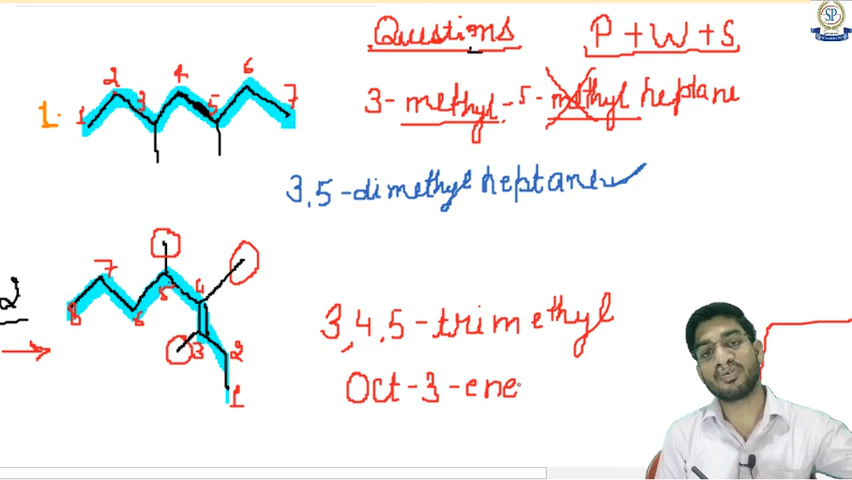 Questions P+W+S
1. 1 2 3 4 5 6 7
3-methyl-5-methyl heptane
3,5-dimethyl heptane
2
8 7 6 5 4 3 2 1
3,4,5-trimethyl
Oct-3-ene
SP